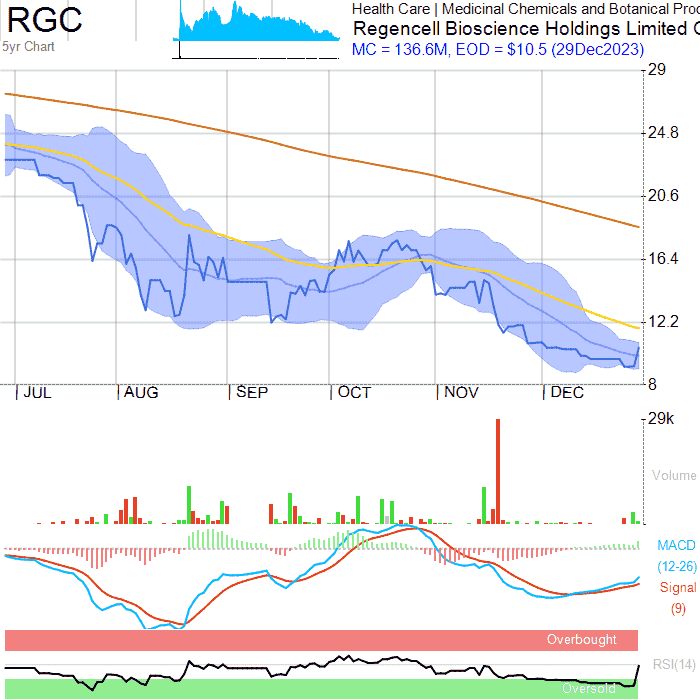 RGC
5yr Chart
Health Care | Medicinal Chemicals and Botanical Proc
Regencell Bioscience Holdings Limited C
MC = 136.6M, EOD = $10.5 (29Dec2023)
29
24.8
20.6
16.4
12.2
8
JUL AUG SEP OCT NOV DEC
29k
Volume
MACD
(12-26)
Signal
(9)
Overbought
RSI(14)
Oversold